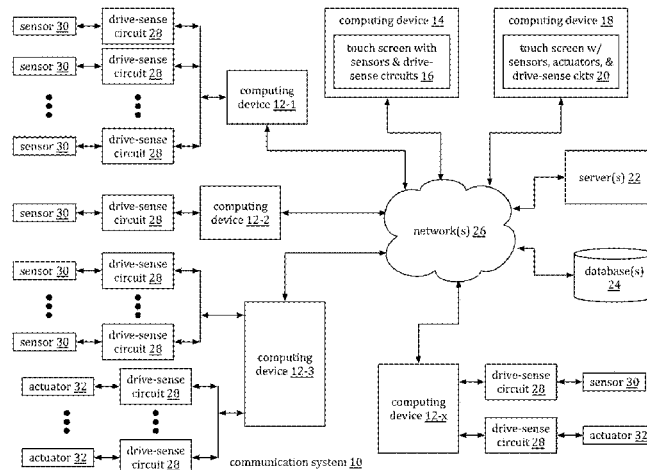 sensor 30
drive-sense
circuit 28
sensor 30
drive-sense
circuit 28
sensor 30
drive-sense
circuit 28
computing
device 12-1
computing device 14
touch screen with
sensors & drive-
sense circuits 16
computing device 18
touch screen w/
sensors, actuators, &
drive-sense ckts 20
server(s) 22
database(s)
24
network(s) 26
sensor 30
drive-sense
circuit 28
computing
device 12-2
sensor 30
drive-sense
circuit 28
sensor 30
drive-sense
circuit 28
actuator 32
drive-sense
circuit 28
actuator 32
drive-sense
circuit 28
computing
device 12-3
computing
device 12-x
drive-sense
circuit 28
sensor 30
drive-sense
circuit 28
actuator 32
communication system 10